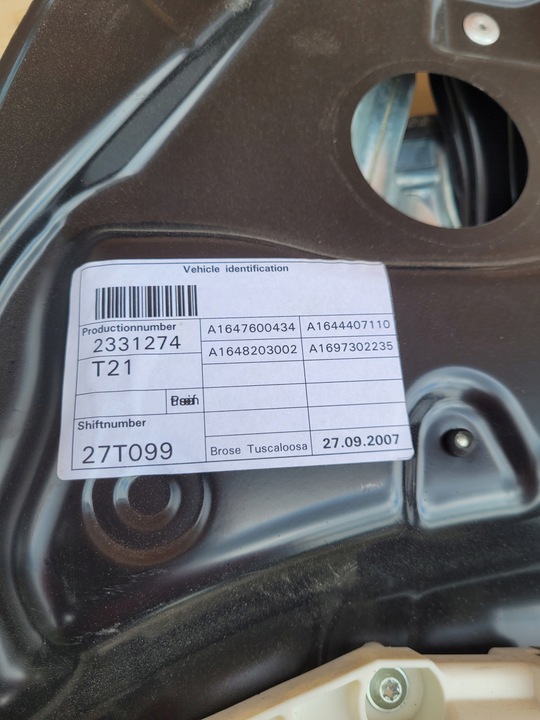 Vehicle identification
Productionnumber
2331274
T21
A1647600434 A1644407110
A1648203002 A1697302235
Shiftnumber
27T099
Brose Tuscaloosa 27.09.2007